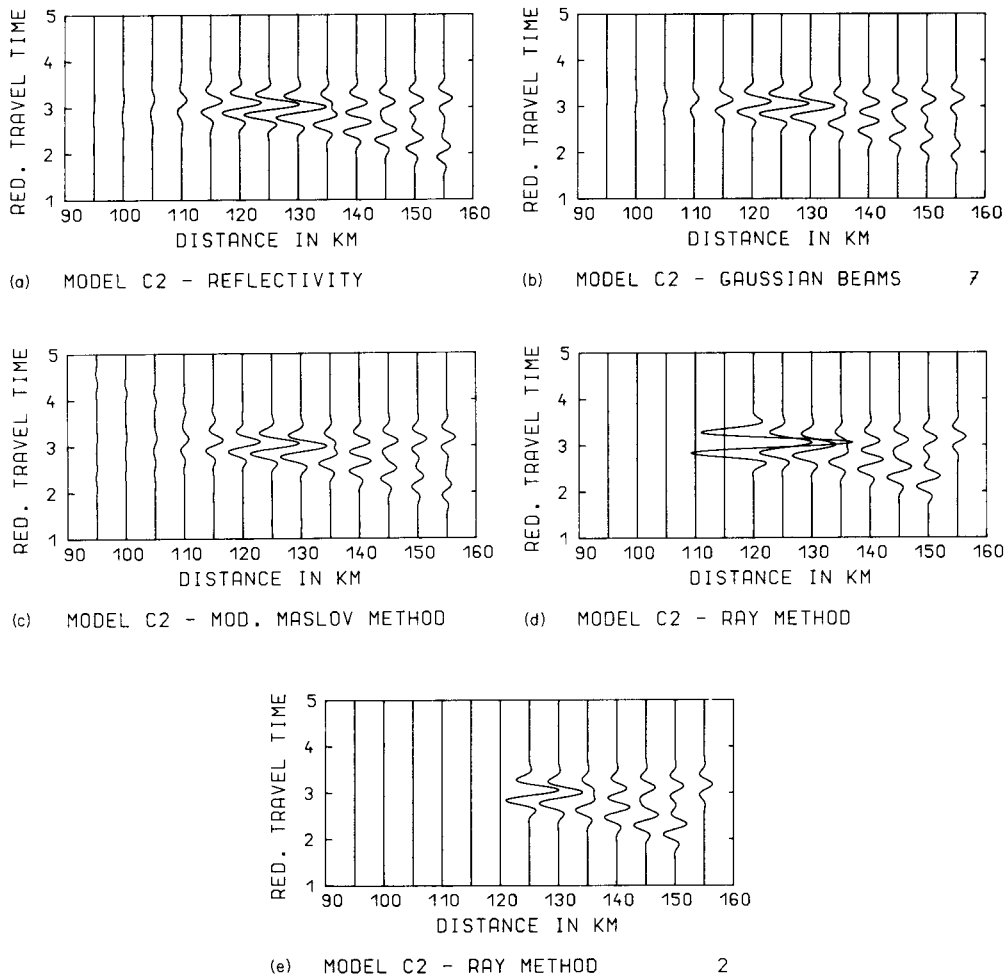 RED. TRAVEL TIME
5
4
3
2
1
90 100 110 120 130 140 150 160
DISTANCE IN KM
(a) MODEL C2 - REFLECTIVITY
RED. TRAVEL TIME
5
4
3
2
1
90 100 110 120 130 140 150 160
DISTANCE IN KM
(b) MODEL C2 - GAUSSIAN BEAMS 7
RED. TRAVEL TIME
5
4
3
2
1
90 100 110 120 130 140 150 160
DISTANCE IN KM
(c) MODEL C2 - MOD. MASLOV METHOD
RED. TRAVEL TIME
5
4
3
2
1
90 100 110 120 130 140 150 160
DISTANCE IN KM
(d) MODEL C2 - RAY METHOD
RED. TRAVEL TIME
5
4
3
2
1
90 100 110 120 130 140 150 160
DISTANCE IN KM
(e) MODEL C2 - RAY METHOD 2